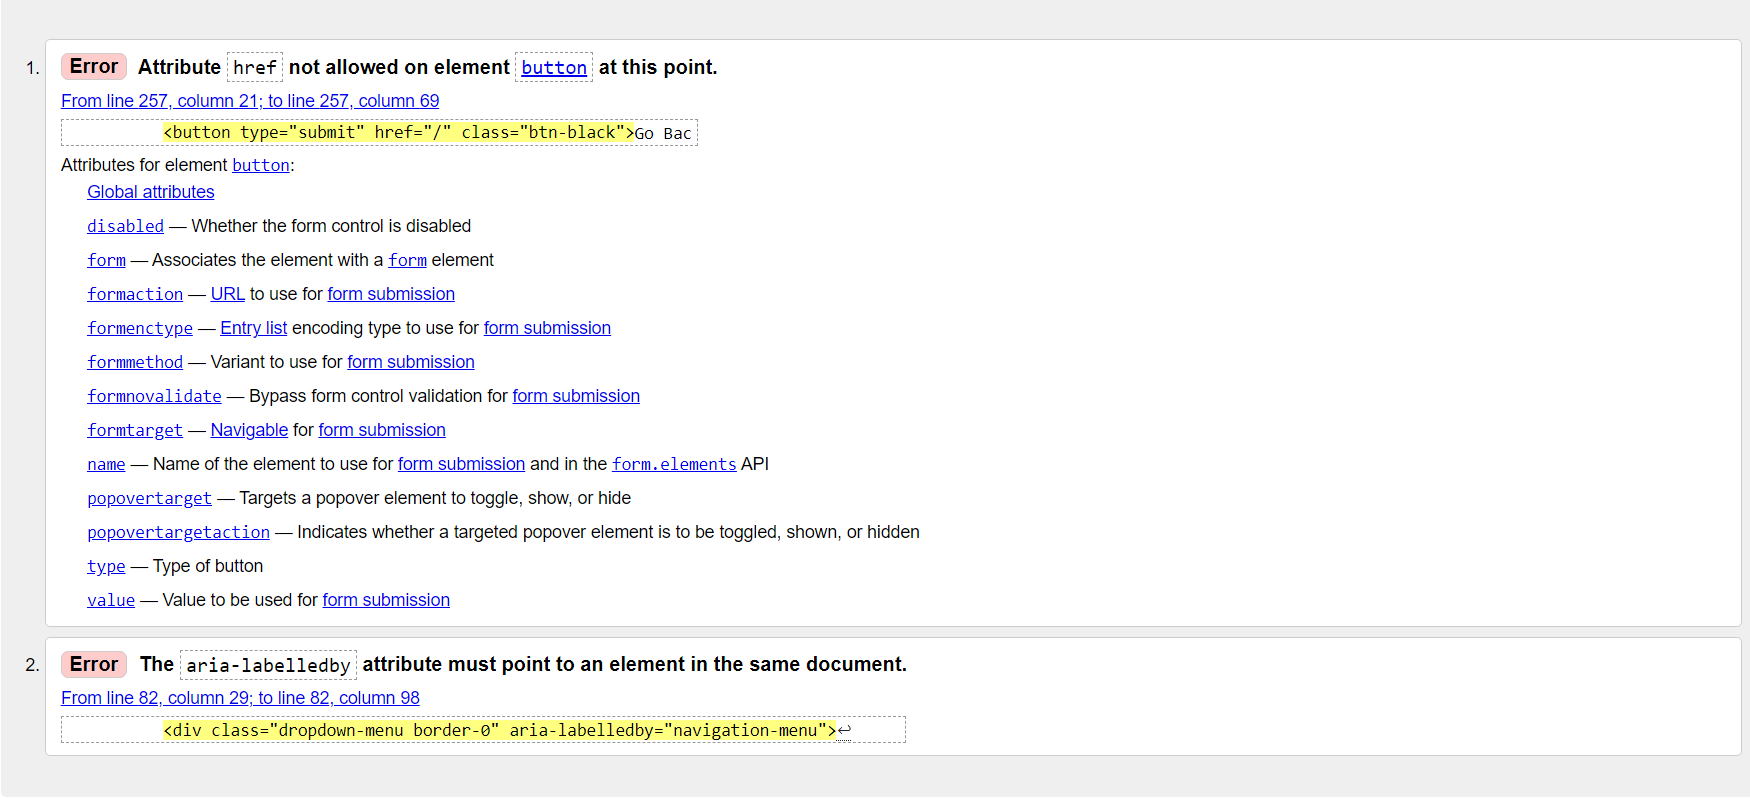 1. Error Attribute href not allowed on element button at this point.
From line 257, column 21; to line 257, column 69
<button type="submit" href="/" class="btn-black">Go Bac
Attributes for element button:
Global attributes
disabled — Whether the form control is disabled
form — Associates the element with a form element
formaction — URL to use for form submission
formenctype — Entry list encoding type to use for form submission
formmethod — Variant to use for form submission
formnovalidate — Bypass form control validation for form submission
formtarget — Navigable for form submission
name — Name of the element to use for form submission and in the form.elements API
popovertarget — Targets a popover element to toggle, show, or hide
popovertargetaction — Indicates whether a targeted popover element is to be toggled, shown, or hidden
type — Type of button
value — Value to be used for form submission
2. Error The aria-labelledby attribute must point to an element in the same document.
From line 82, column 29; to line 82, column 98
<div class="dropdown-menu border-0" aria-labelledby="navigation-menu">↩